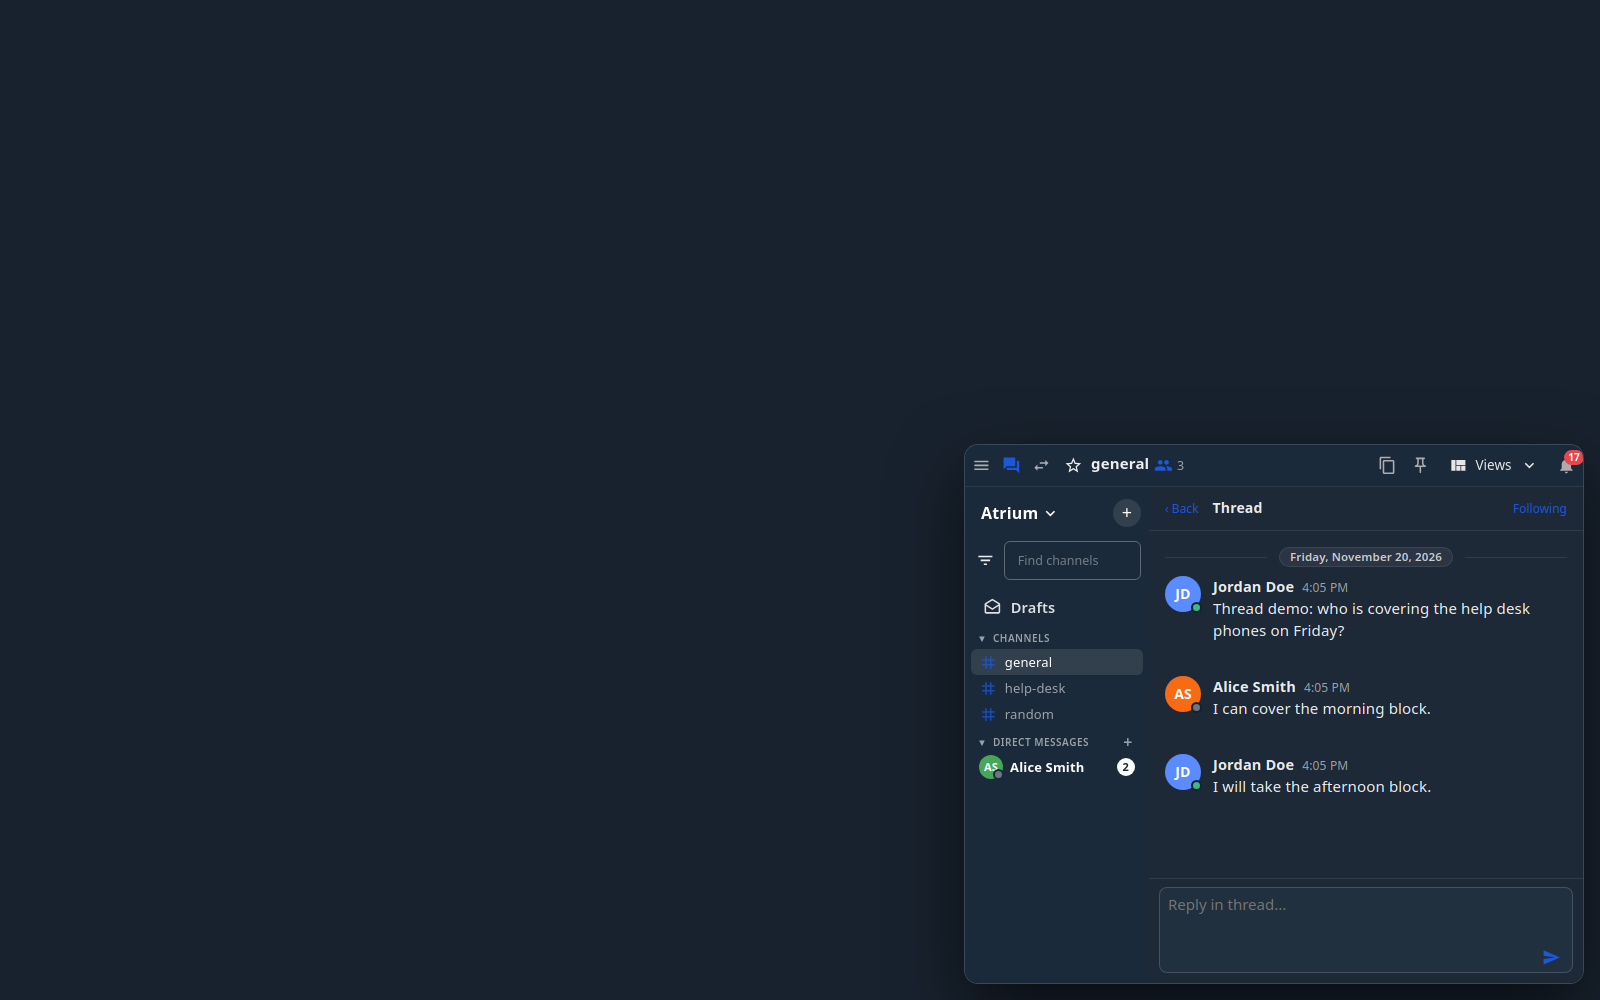 general 3
Views
17
Atrium
+
Find channels
Drafts
CHANNELS
general
help-desk
random
DIRECT MESSAGES +
AS Alice Smith 2
‹ Back Thread Following
Friday, November 20, 2026
JD Jordan Doe 4:05 PM
Thread demo: who is covering the help desk
phones on Friday?
AS Alice Smith 4:05 PM
I can cover the morning block.
JD Jordan Doe 4:05 PM
I will take the afternoon block.
Reply in thread...